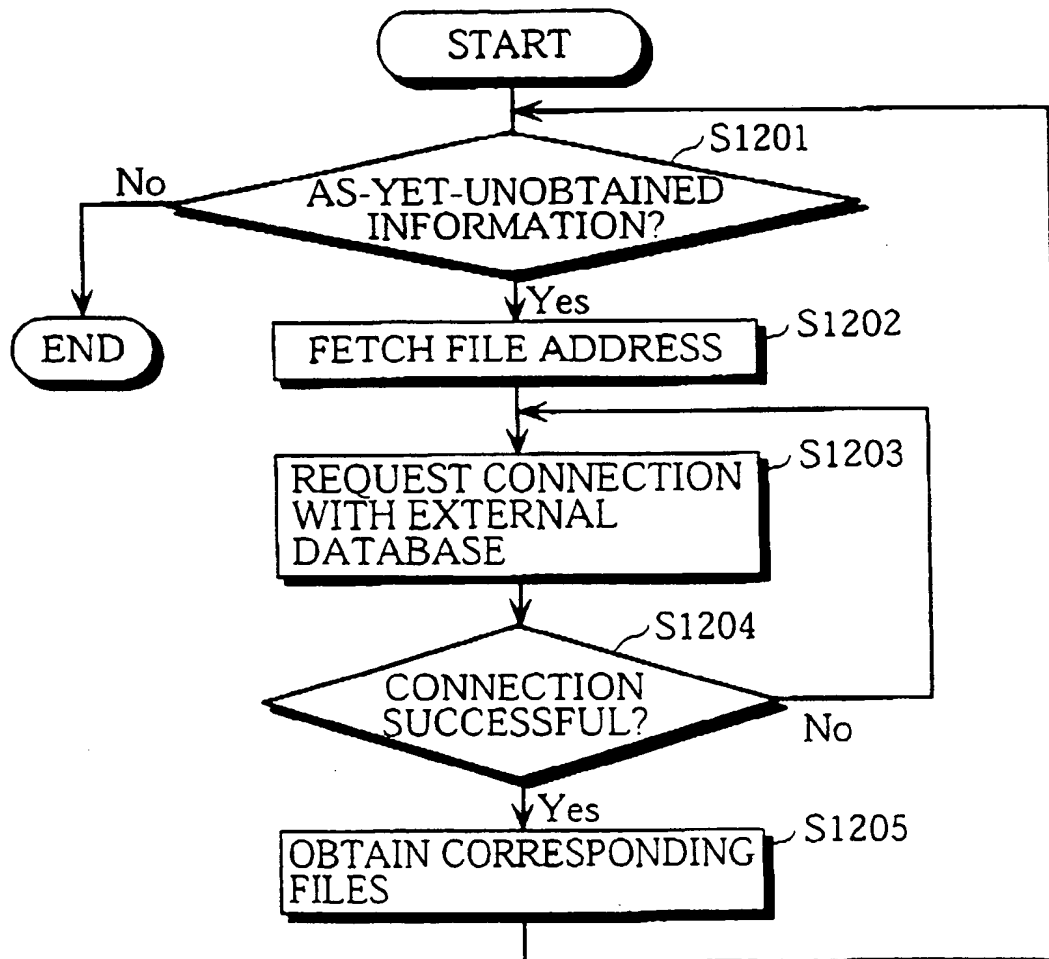 START
S1201
No
AS-YET-UNOBTAINED
INFORMATION?
Yes
END
S1202
FETCH FILE ADDRESS
S1203
REQUEST CONNECTION
WITH EXTERNAL
DATABASE
S1204
CONNECTION
SUCCESSFUL?
No
Yes
S1205
OBTAIN CORRESPONDING
FILES